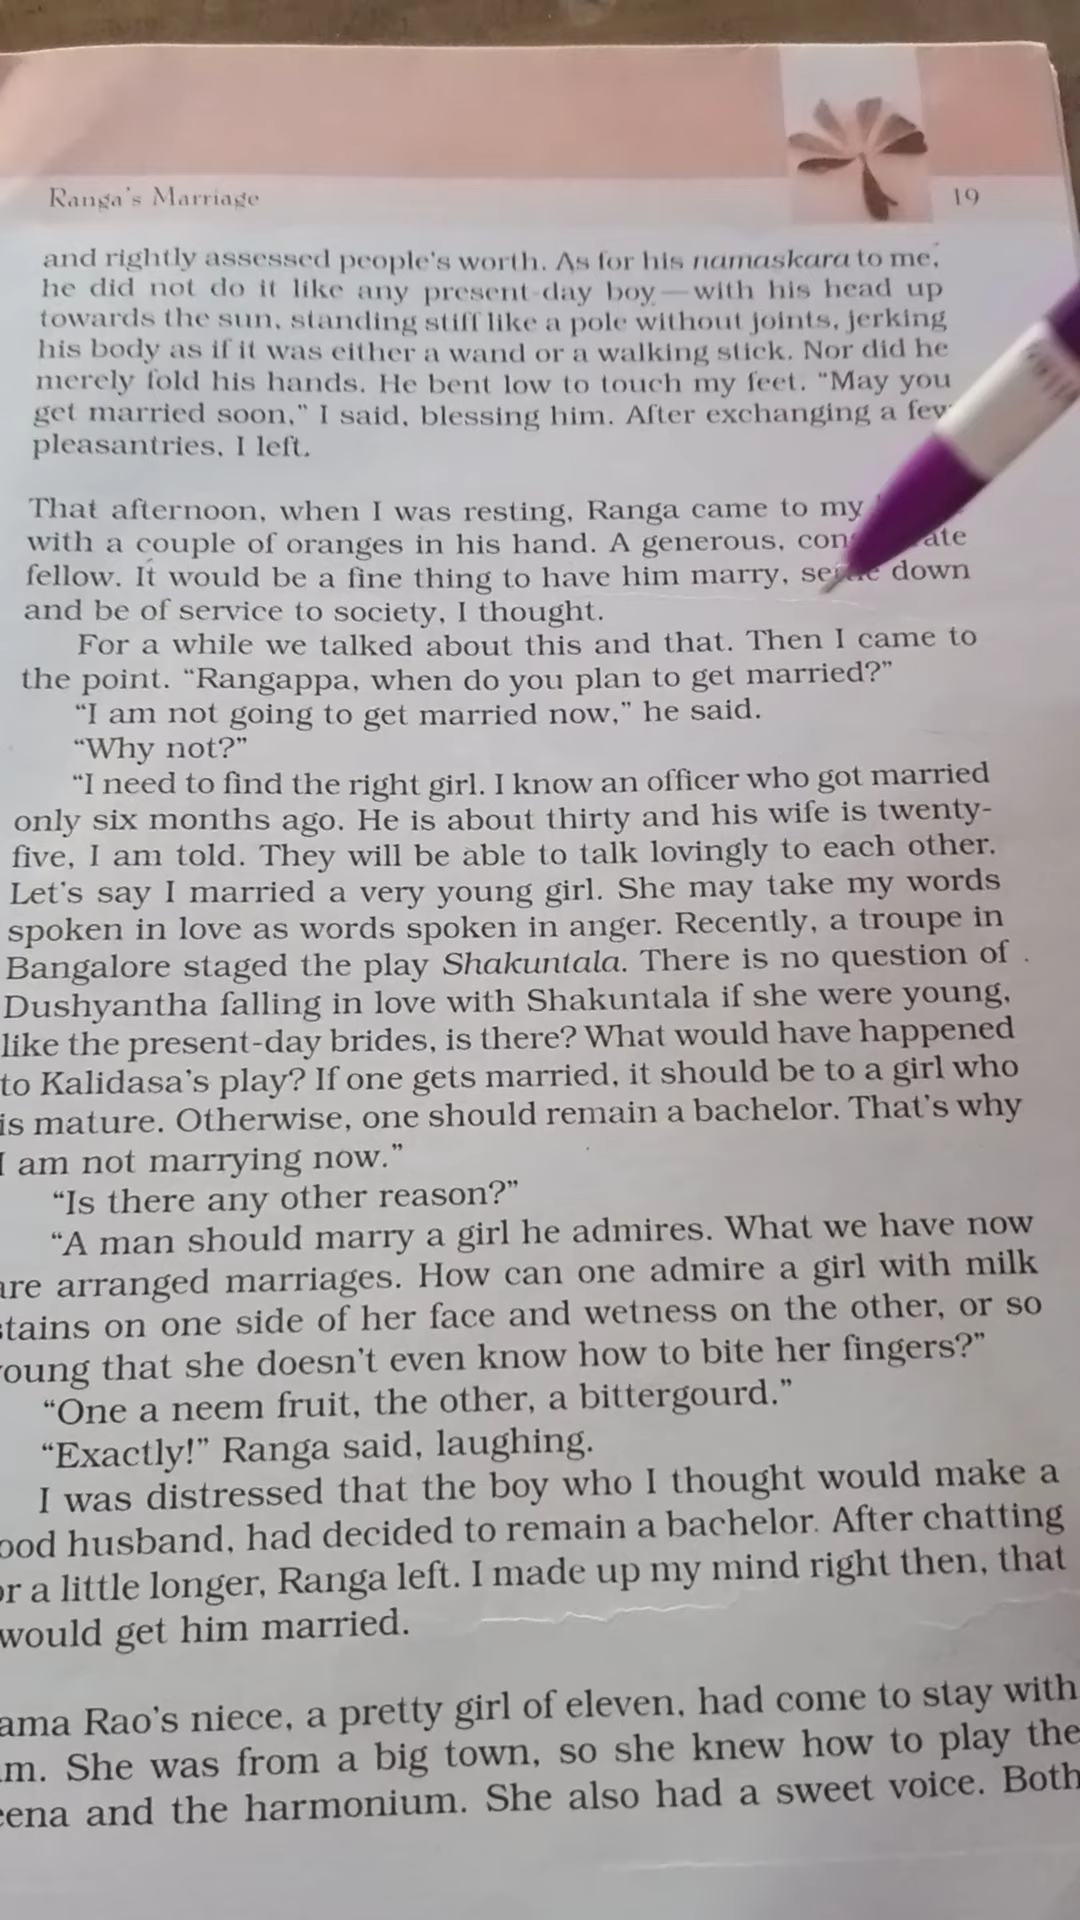 Ranga's Marriage
19
and rightly assessed people's worth. As for his namaskara to me,
he did not do it like any present-day boy—with his head up
towards the sun, standing stiff like a pole without joints, jerking
his body as if it was either a wand or a walking stick. Nor did he
merely fold his hands. He bent low to touch my feet. “May you
get married soon,” I said, blessing him. After exchanging a few
pleasantries, I left.
That afternoon, when I was resting, Ranga came to my
with a couple of oranges in his hand. A generous,
fellow. It would be a fine thing to have him marry, settle down
and be of service to society, I thought.
For a while we talked about this and that. Then I came to
the point. “Rangappa, when do you plan to get married?”
“I am not going to get married now,” he said.
“Why not?”
“I need to find the right girl. I know an officer who got married
only six months ago. He is about thirty and his wife is twenty-
five, I am told. They will be able to talk lovingly to each other.
Let’s say I married a very young girl. She may take my words
spoken in love as words spoken in anger. Recently, a troupe in
Bangalore staged the play Shakuntala. There is no question of
Dushyantha falling in love with Shakuntala if she were young,
like the present-day brides, is there? What would have happened
to Kalidasa’s play? If one gets married, it should be to a girl who
is mature. Otherwise, one should remain a bachelor. That’s why
I am not marrying now.”
“Is there any other reason?”
“A man should marry a girl he admires. What we have now
are arranged marriages. How can one admire a girl with milk
stains on one side of her face and wetness on the other, or so
young that she doesn’t even know how to bite her fingers?”
“One a neem fruit, the other, a bittergourd.”
“Exactly!” Ranga said, laughing.
I was distressed that the boy who I thought would make a
good husband, had decided to remain a bachelor. After chatting
for a little longer, Ranga left. I made up my mind right then, that
would get him married.
Rao’s niece, a pretty girl of eleven, had come to stay with
She was from a big town, so she knew how to play the
and the harmonium. She also had a sweet voice. Both